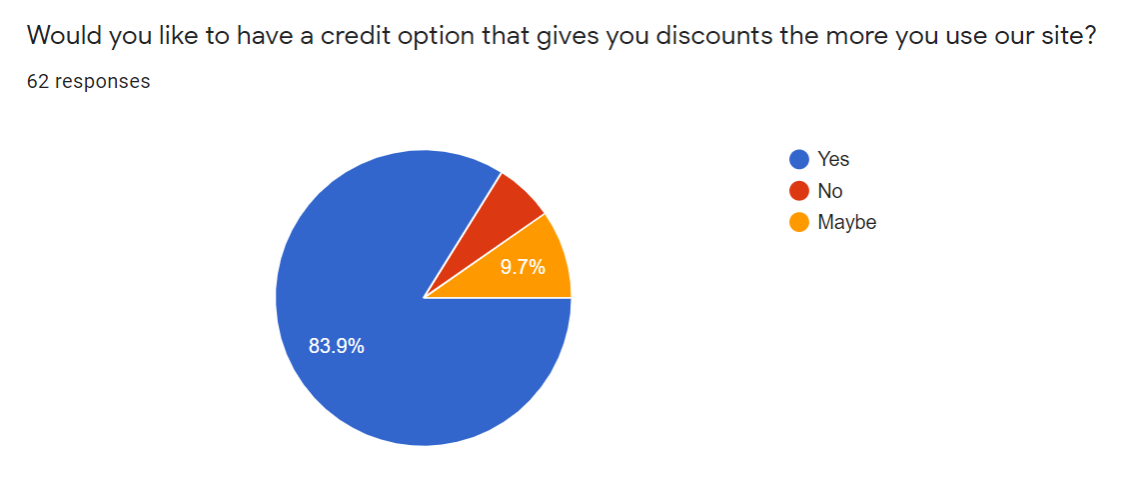 Would you like to have a credit option that gives you discounts the more you use our site?
62 responses
Yes
No
Maybe
9.7%
83.9%